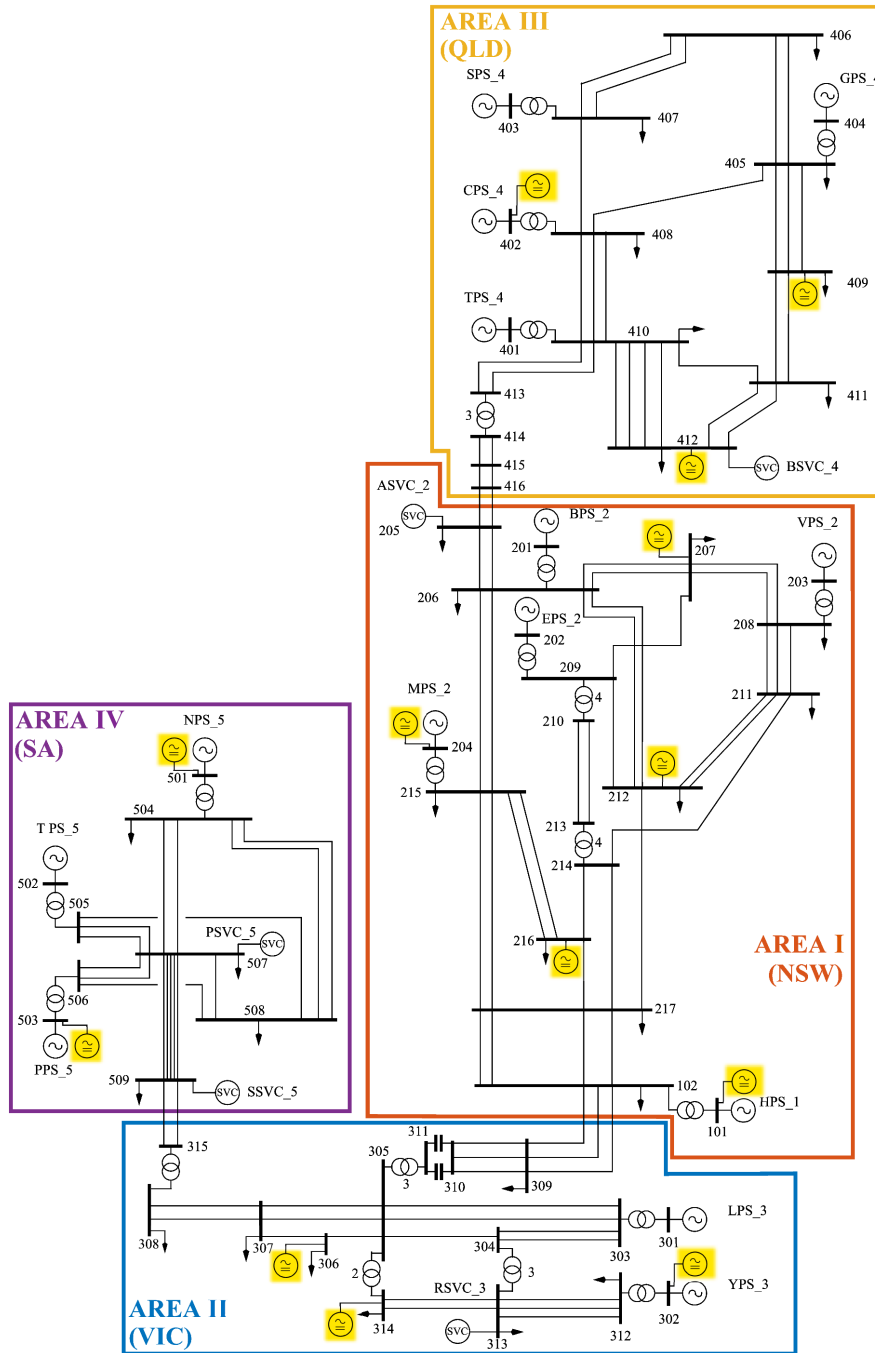 AREA III
(QLD)
406
SPS_4
GPS_4
403
407
404
405
CPS_4
402
408
409
TPS_4
401
410
413
411
3
414
412
SVC
BSVC_4
415
416
ASVC_2
SVC
205
BPS_2
201
207
VPS_2
203
206
EPS_2
202
208
209
4
211
MPS_2
204
210
215
212
213
4
214
216
AREA I
(NSW)
217
102
101
HPS_1
AREA IV
(SA)
NPS_5
501
504
T PS_5
502
505
PSVC_5
SVC
507
506
503
508
PPS_5
509
SVC
SSVC_5
315
311
305
3
310
309
LPS_3
301
308
307
306
304
303
2
RSVC_3
3
YPS_3
302
314
312
SVC
313
AREA II
(VIC)